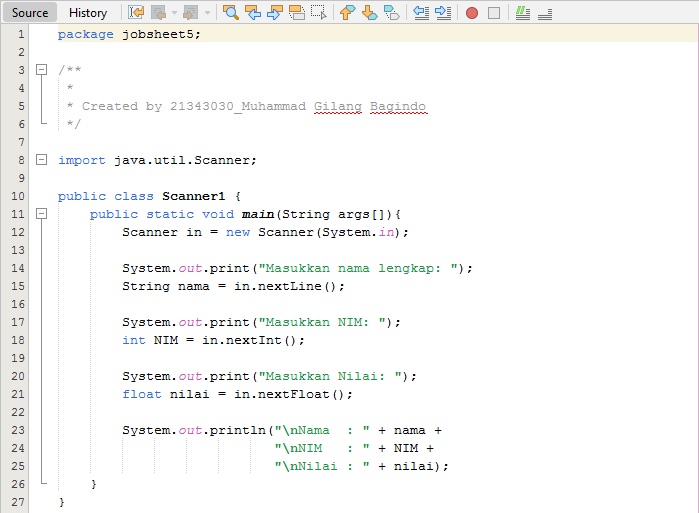 Source History
1 package jobsheet5;
2
3 /**
4 *
5 * Created by 21343030_Muhammad Gilang Bagindo
6 */
7
8 import java.util.Scanner;
9
10 public class Scanner1 {
11 public static void main(String args[]){
12 Scanner in = new Scanner(System.in);
13
14 System.out.print("Masukkan nama lengkap: ");
15 String nama = in.nextLine();
16
17 System.out.print("Masukkan NIM: ");
18 int NIM = in.nextInt();
19
20 System.out.print("Masukkan Nilai: ");
21 float nilai = in.nextFloat();
22
23 System.out.println("\nNama  : " + nama +
24 "\nNIM   : " + NIM +
25 "\nNilai : " + nilai);
26 }
27 }